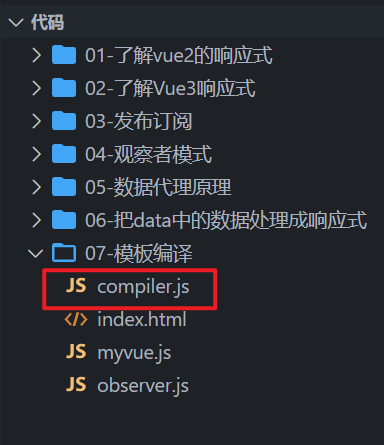 代码
01-了解vue2的响应式
02-了解Vue3响应式
03-发布订阅
04-观察者模式
05-数据代理原理
06-把data中的数据处理成响应式
07-模板编译
JS compiler.js
<> index.html
JS myvue.js
JS observer.js